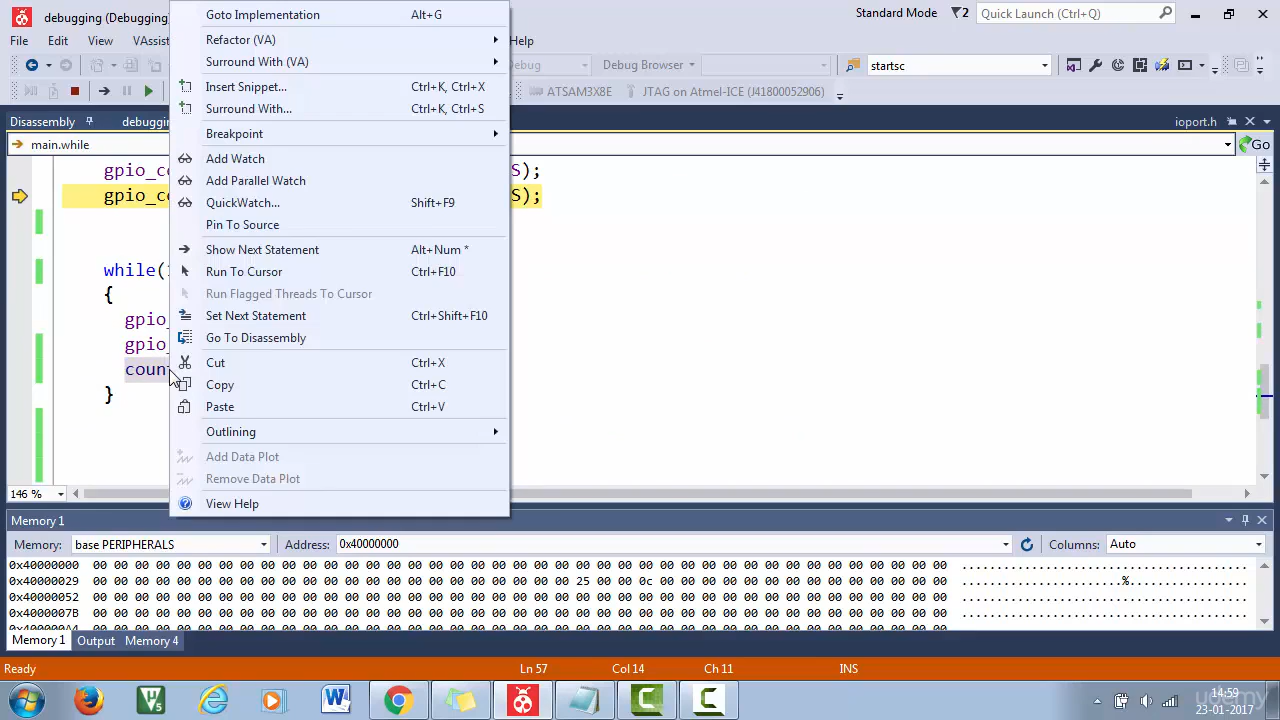 debugging (Debugging)
Standard Mode
2
Quick Launch (Ctrl+Q)
File Edit View VAssist Help
Debug
Debug Browser
startsc
ATSAM3X8E
JTAG on Atmel-ICE (J41800052906)
Disassembly
ioport.h
main.while
Go
S);
S);
while(
{
gpio_
gpio_
}
Goto Implementation Alt+G
Refactor (VA)
Surround With (VA)
Insert Snippet... Ctrl+K, Ctrl+X
Surround With... Ctrl+K, Ctrl+S
Breakpoint
Add Watch
Add Parallel Watch
QuickWatch... Shift+F9
Pin To Source
Show Next Statement Alt+Num *
Run To Cursor Ctrl+F10
Run Flagged Threads To Cursor
Set Next Statement Ctrl+Shift+F10
Go To Disassembly
Cut Ctrl+X
Copy Ctrl+C
Paste Ctrl+V
Outlining
Add Data Plot
Remove Data Plot
View Help
146 %
Memory 1
Memory: base PERIPHERALS Address: 0x40000000 Columns: Auto
0x40000000 00 00 00 00 00 00 00 00 00 00 00 00 00 00 00 00 00 00 00 00 00 00 00 00 00 00 00 00 00 00 00 00 00 00 00 00 00 00 00 00 00
0x40000029 00 00 00 00 00 00 00 00 00 00 00 00 00 00 00 00 00 00 00 00 00 00 00 25 00 00 0c 00 00 00 00 00 00 00 00 00 00 00 00 00 00 %
0x40000052 00 00 00 00 00 00 00 00 00 00 00 00 00 00 00 00 00 00 00 00 00 00 00 00 00 00 00 00 00 00 00 00 00 00 00 00 00 00 00 00 00
0x4000007B 00 00 00 00 00 00 00 00 00 00 00 00 00 00 00 00 00 00 00 00 00 00 00 00 00 00 00 00 00 00 00 00 00 00 00 00 00 00 00 00 00
Memory 1 Output Memory 4
Ready Ln 57 Col 14 Ch 11 INS
14:59
23-01-2017
udemy